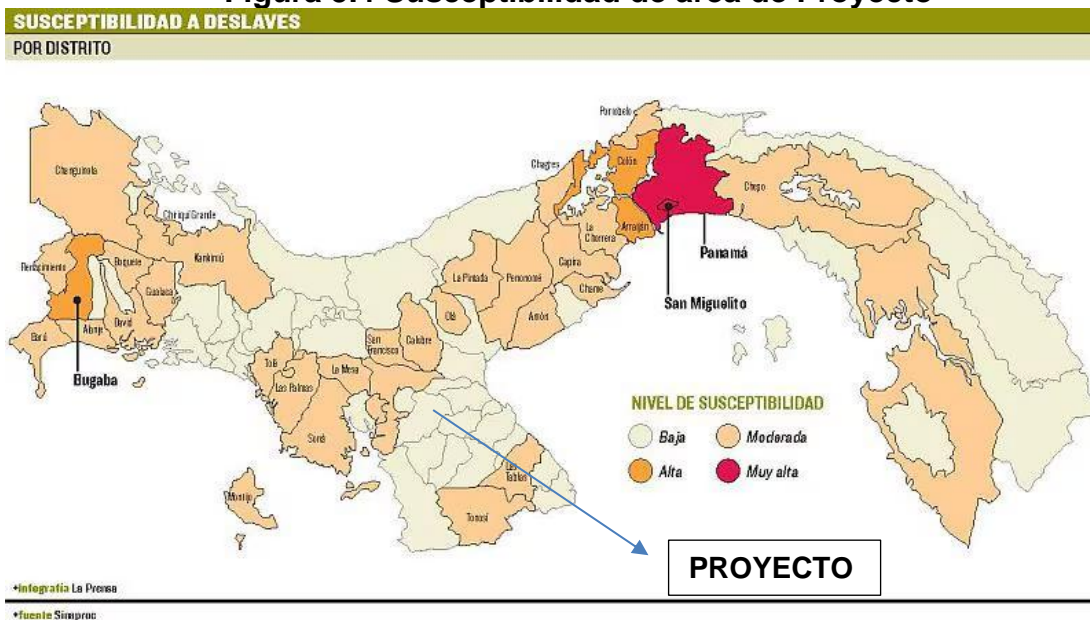 Figura 5.4 Susceptibilidad de área de Proyecto
SUSCEPTIBILIDAD A DESLAVES
POR DISTRITO
Portobelo
Changuinola
Chagres
Colón
Chepo
Chiriquí Grande
La Chorrera
Arraiján
Renacimiento
Boquete
Kankintú
Panamá
Gualaca
La Pintada
Penonomé
Capira
Chame
San Miguelito
Barú
Alanje
David
Olá
Antón
San Francisco
Calobre
Bugaba
Tolé
La Mesa
Las Palmas
NIVEL DE SUSCEPTIBILIDAD
Baja
Moderada
Soná
Alta
Muy alta
Las Tablas
Montijo
Tonosí
PROYECTO
•Infografía La Prensa
•fuente Sinaproc